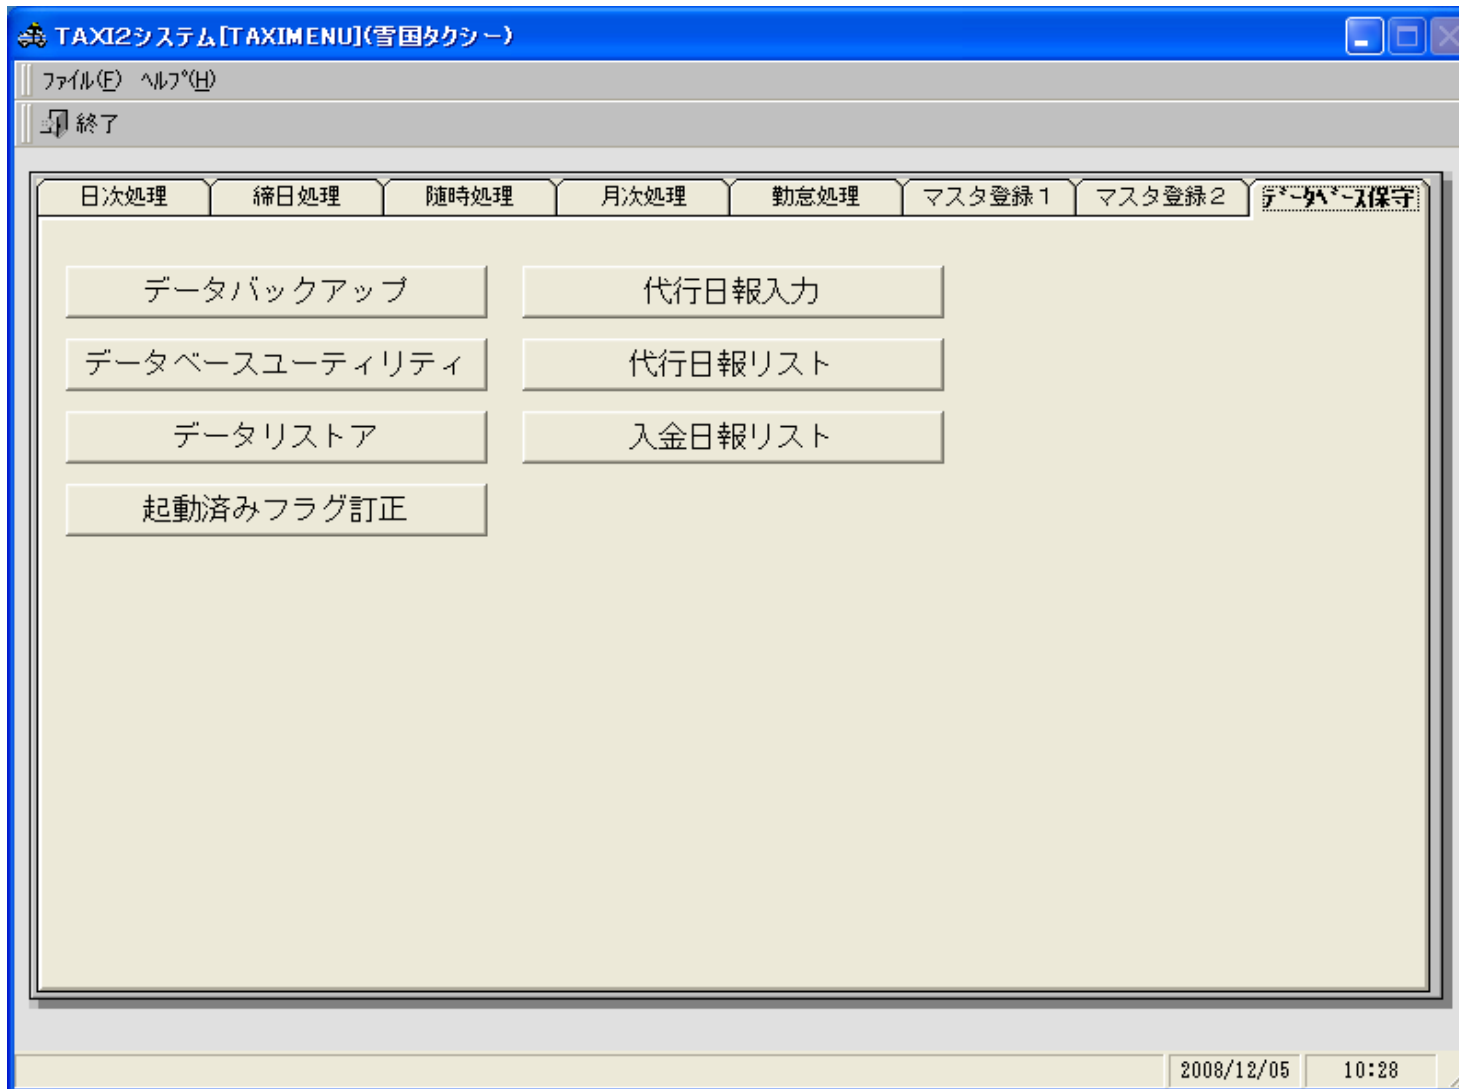 TAXI2システム[TAXIMENU](雪国タクシー)
ﾌｧｲﾙ(F) ﾍﾙﾌﾟ(H)
終了
日次処理 締日処理 随時処理 月次処理 勤怠処理 マスタ登録１ マスタ登録２ ﾃﾞｰﾀﾍﾞｰｽ保守
データバックアップ 代行日報入力
データベースユーティリティ 代行日報リスト
データリストア 入金日報リスト
起動済みフラグ訂正
2008/12/05 10:28